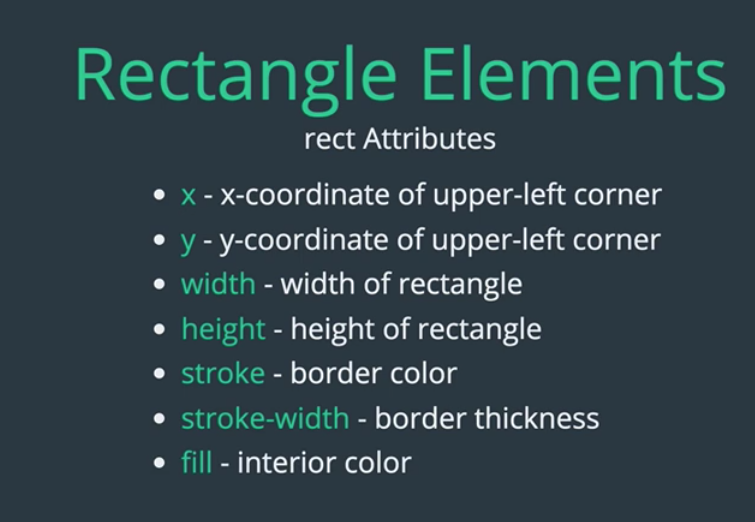 Rectangle Elements
rect Attributes
• x - x-coordinate of upper-left corner
• y - y-coordinate of upper-left corner
• width - width of rectangle
• height - height of rectangle
• stroke - border color
• stroke-width - border thickness
• fill - interior color